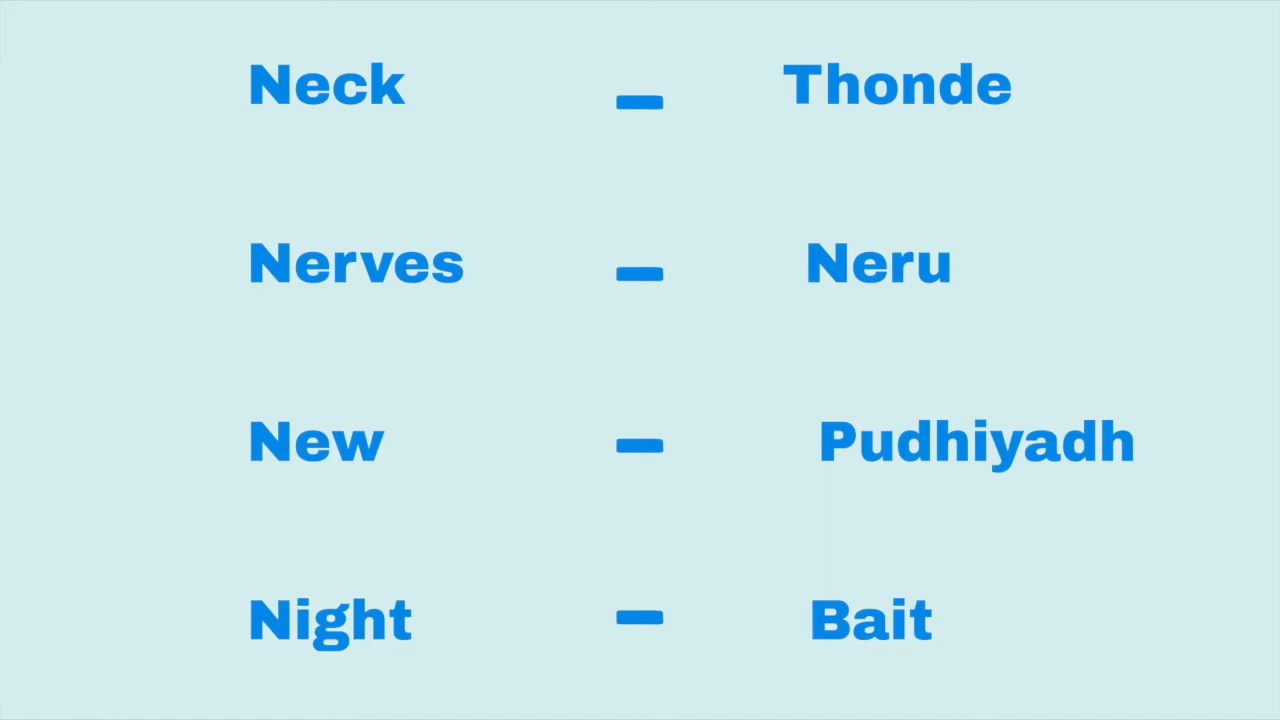 Neck - Thonde
Nerves - Neru
New - Pudhiyadh
Night - Bait